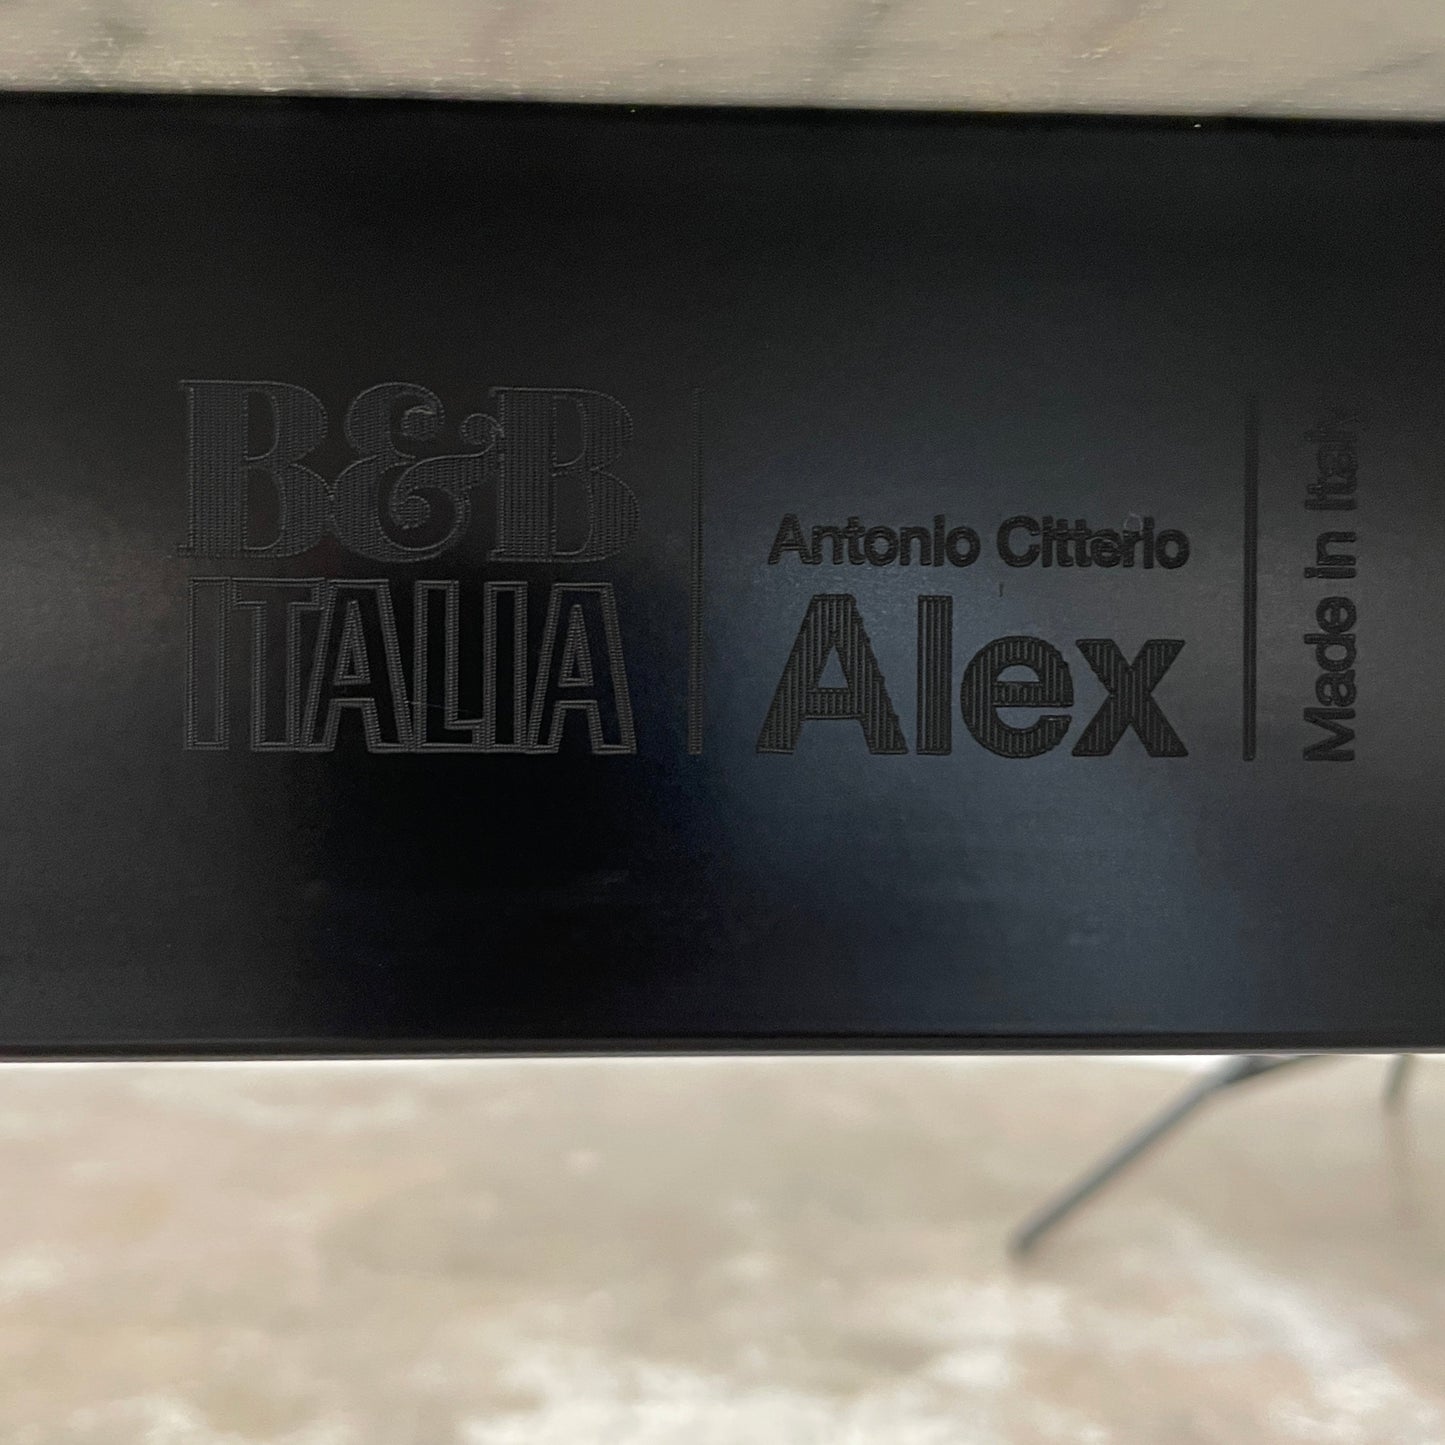 B&B
ITALIA
Antonio Citterio
Alex
Made in Italy